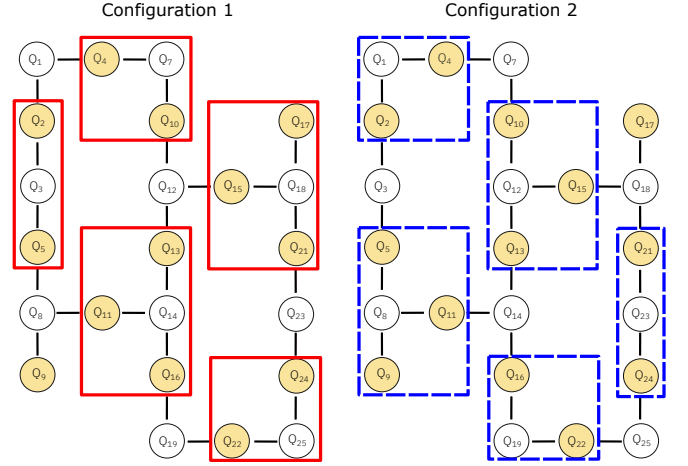 Configuration 1
Configuration 2
Q1 Q4 Q7
Q1 Q4 Q7
Q2 Q10 Q17
Q2 Q10 Q17
Q3 Q12 Q15 Q18
Q3 Q12 Q15 Q18
Q5 Q13 Q21
Q5 Q13 Q21
Q8 Q11 Q14 Q23
Q8 Q11 Q14 Q23
Q9 Q16 Q24
Q9 Q16 Q24
Q19 Q22 Q25
Q19 Q22 Q25